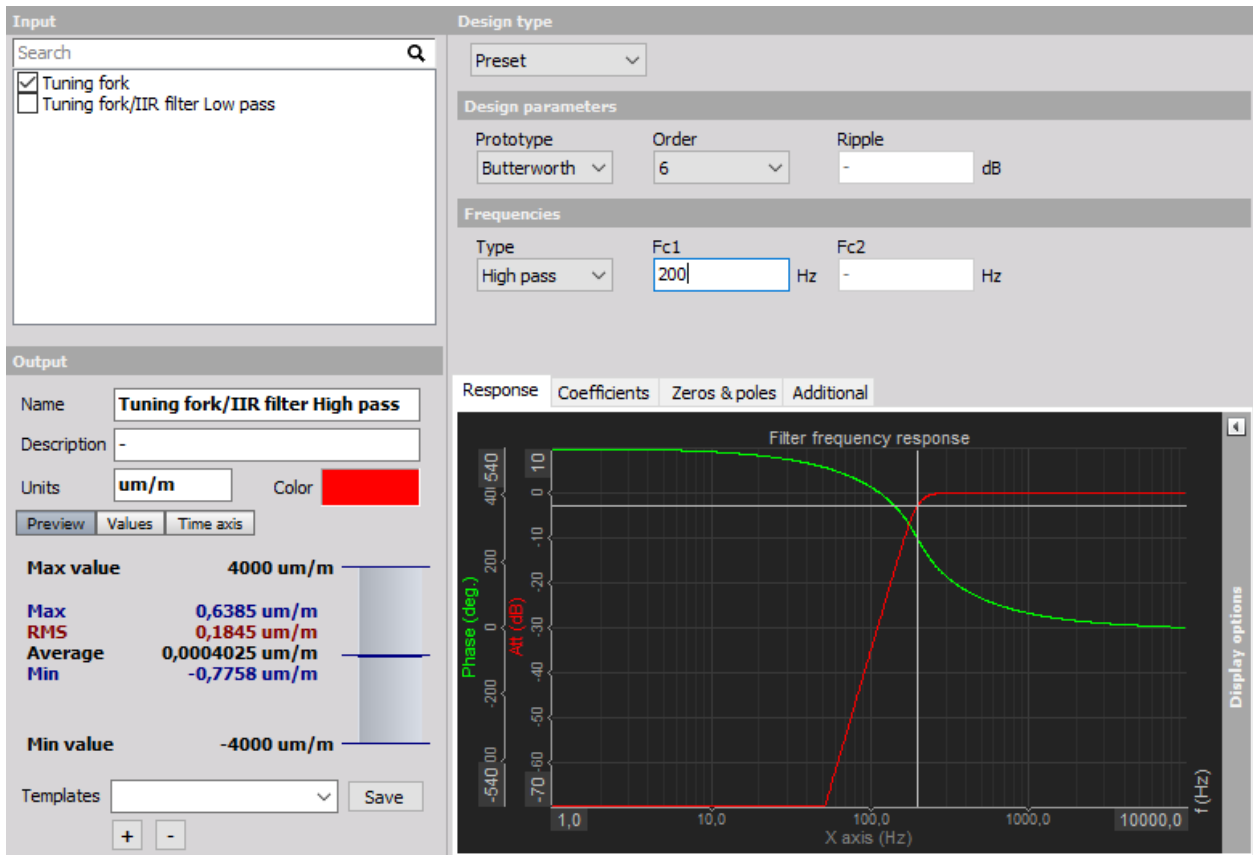 Input
Search
Tuning fork
Tuning fork/IIR filter Low pass
Output
Name Tuning fork/IIR filter High pass
Description -
Units um/m Color
Preview Values Time axis
Max value 4000 um/m
Max 0,6385 um/m
RMS 0,1845 um/m
Average 0,0004025 um/m
Min -0,7758 um/m
Min value -4000 um/m
Templates Save
+ -
Design type
Preset
Design parameters
Prototype Order Ripple
Butterworth 6 - dB
Frequencies
Type Fc1 Fc2
High pass 200 Hz - Hz
Response Coefficients Zeros & poles Additional
Filter frequency response
Phase (deg.)
540
200
0
-200
-540
Att (dB)
10
0
-10
-20
-30
-40
-50
-60
-70
1,0 10,0 100,0 1000,0 10000,0
X axis (Hz)
f (Hz)
Display options